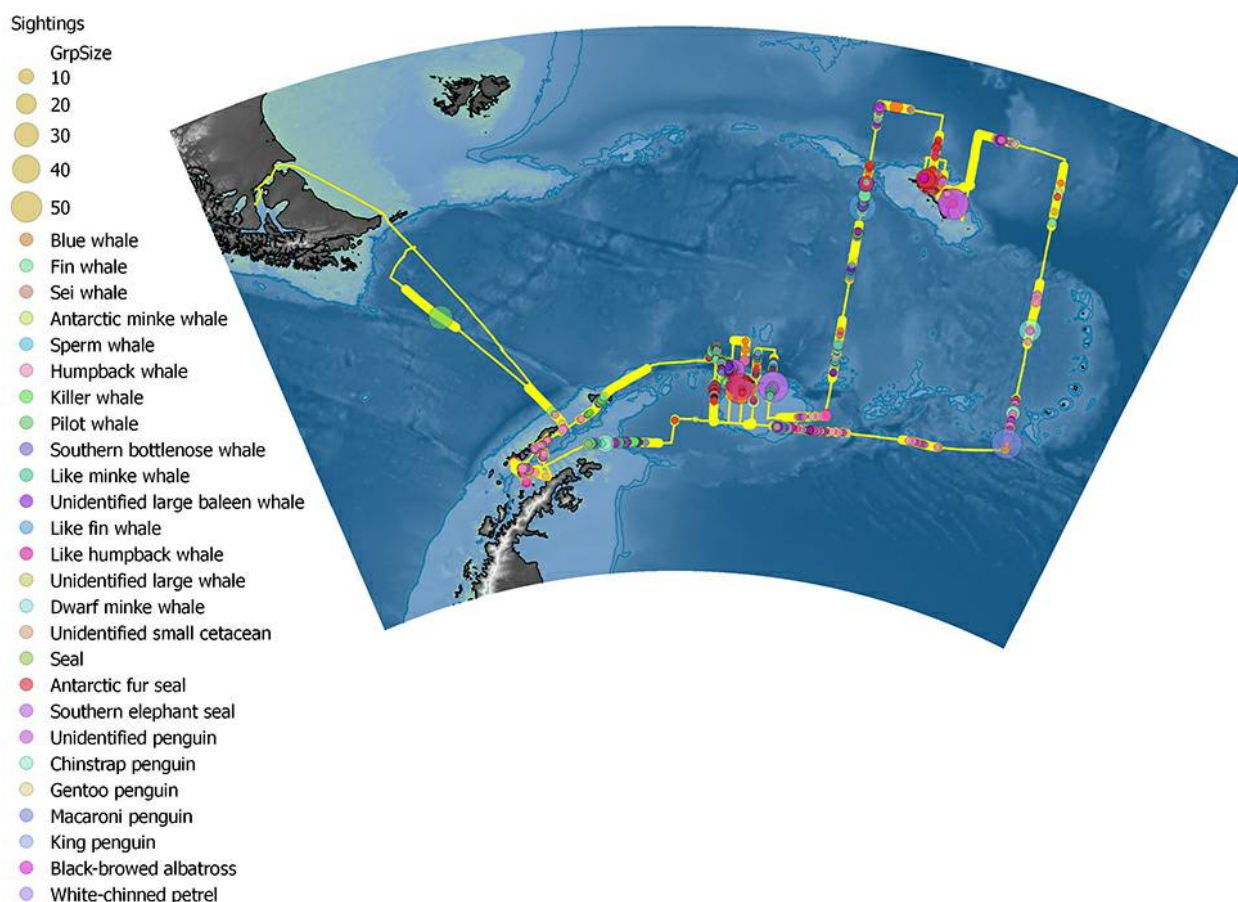 Sightings
GrpSize
10
20
30
40
50
Blue whale
Fin whale
Sei whale
Antarctic minke whale
Sperm whale
Humpback whale
Killer whale
Pilot whale
Southern bottlenose whale
Like minke whale
Unidentified large baleen whale
Like fin whale
Like humpback whale
Unidentified large whale
Dwarf minke whale
Unidentified small cetacean
Seal
Antarctic fur seal
Southern elephant seal
Unidentified penguin
Chinstrap penguin
Gentoo penguin
Macaroni penguin
King penguin
Black-browed albatross
White-chinned petrel